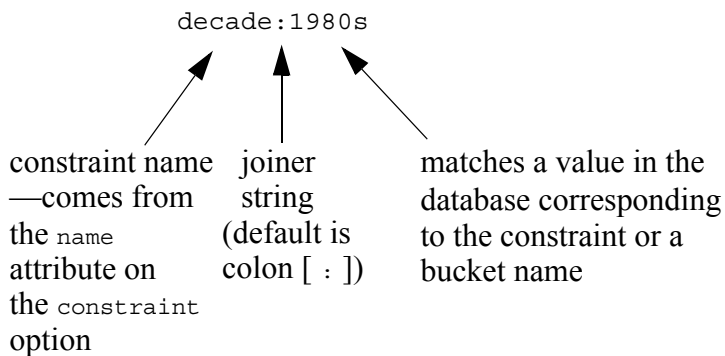 decade:1980s
constraint name
—comes from
the name
attribute on
the constraint
option
joiner
string
(default is
colon [ : ])
matches a value in the
database corresponding
to the constraint or a
bucket name